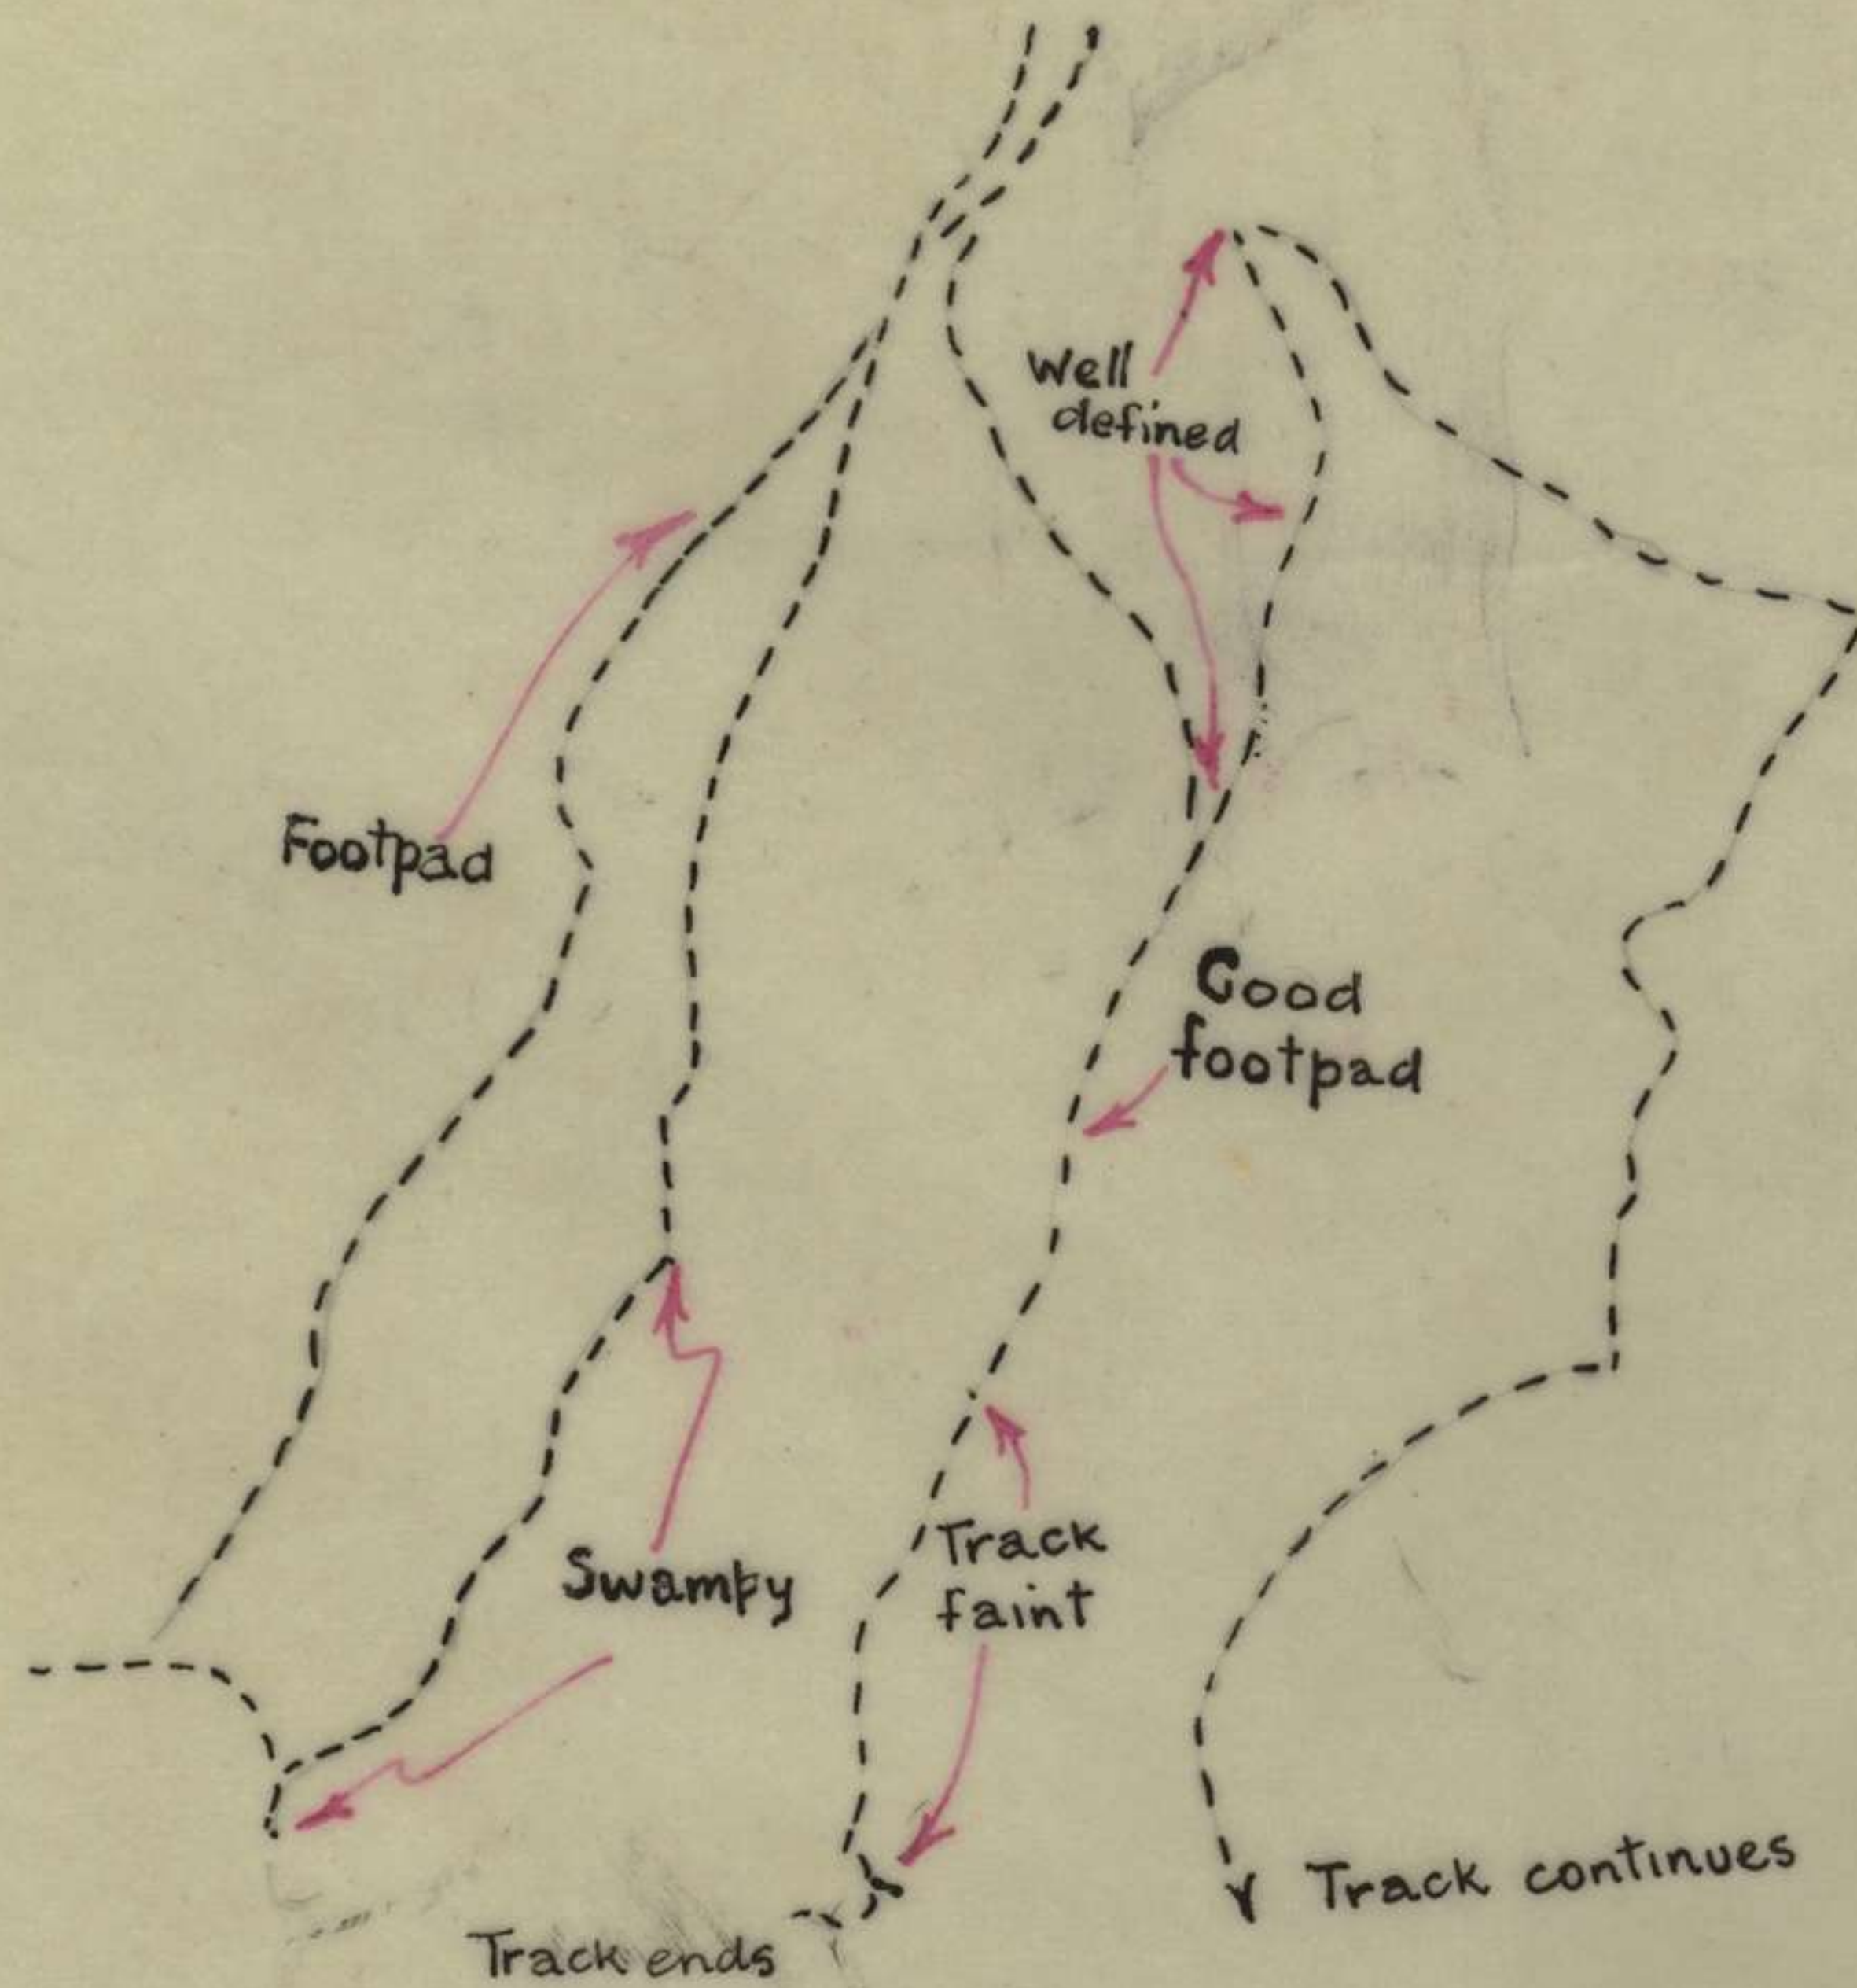 Well
defined
Footpad
Good
footpad
Swampy
Track
faint
Track continues
Track ends